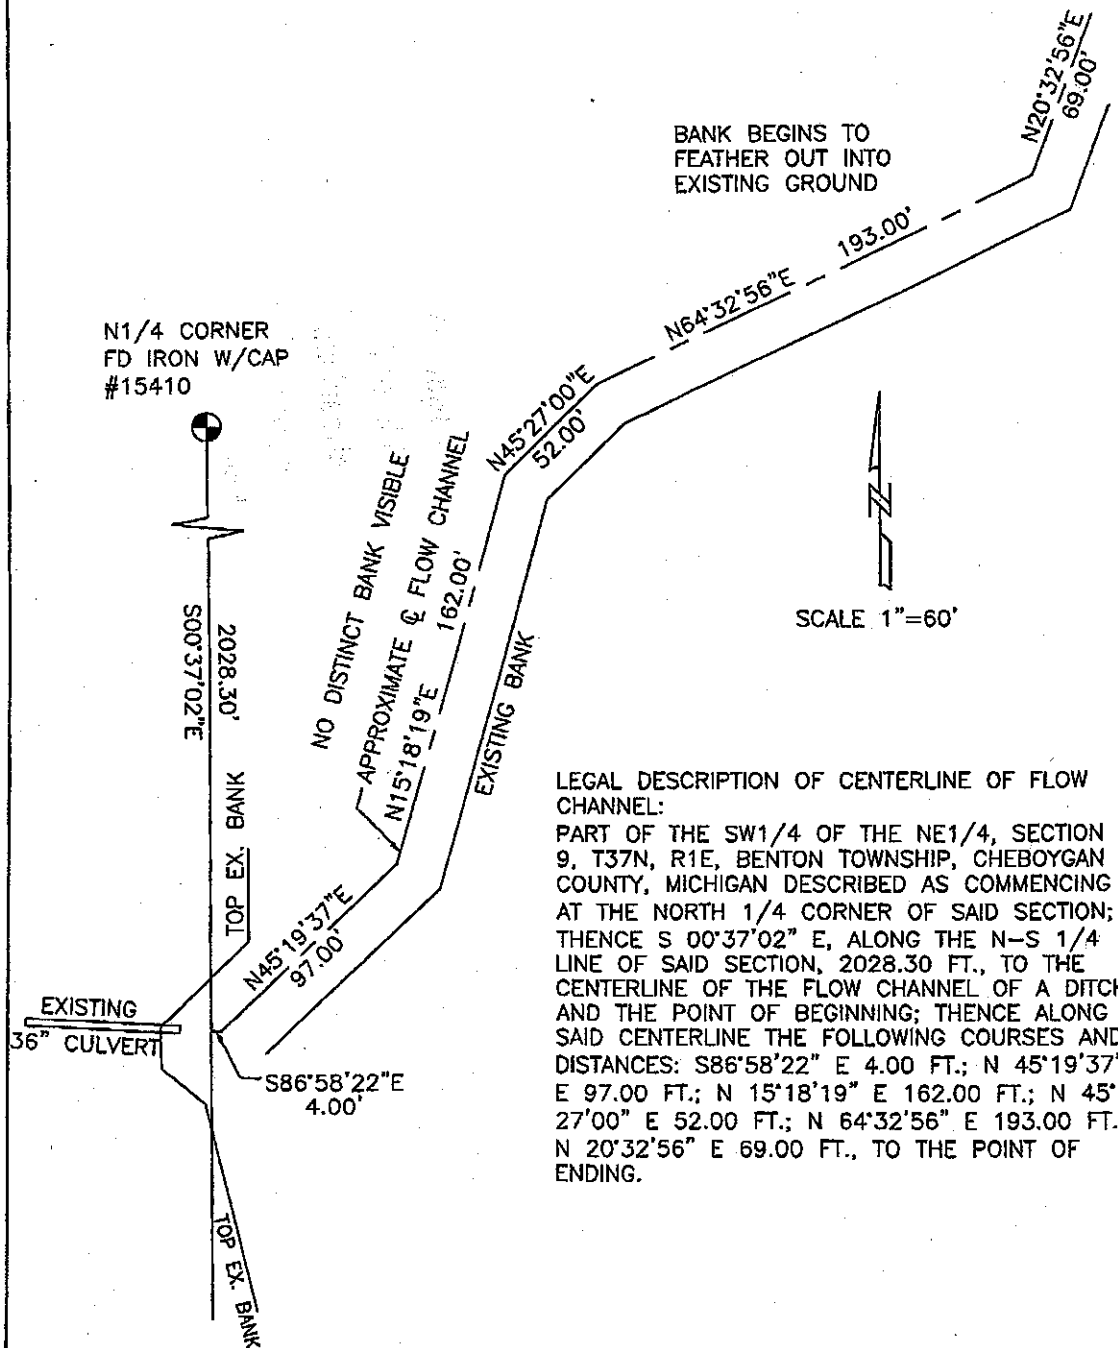 N20°32'56"E
69.00'
BANK BEGINS TO
FEATHER OUT INTO
EXISTING GROUND
193.00'
N64°32'56"E
N1/4 CORNER
FD IRON W/CAP
#15410
N45°27'00"E
52.00'
NO DISTINCT BANK VISIBLE
APPROXIMATE ℄ FLOW CHANNEL
162.00'
N15°18'19"E
EXISTING BANK
N
SCALE 1"=60'
2028.30'
S00°37'02"E
TOP EX. BANK
N45°19'37"E
97.00'
EXISTING
36" CULVERT
S86°58'22"E
4.00'
TOP EX. BANK
LEGAL DESCRIPTION OF CENTERLINE OF FLOW
CHANNEL:
PART OF THE SW1/4 OF THE NE1/4, SECTION
9, T37N, R1E, BENTON TOWNSHIP, CHEBOYGAN
COUNTY, MICHIGAN DESCRIBED AS COMMENCING
AT THE NORTH 1/4 CORNER OF SAID SECTION;
THENCE S 00°37'02" E, ALONG THE N-S 1/4
LINE OF SAID SECTION, 2028.30 FT., TO THE
CENTERLINE OF THE FLOW CHANNEL OF A DITCH
AND THE POINT OF BEGINNING; THENCE ALONG
SAID CENTERLINE THE FOLLOWING COURSES AND
DISTANCES: S86°58'22" E 4.00 FT.; N 45°19'37"
E 97.00 FT.; N 15°18'19" E 162.00 FT.; N 45°
27'00" E 52.00 FT.; N 64°32'56" E 193.00 FT.
N 20°32'56" E 69.00 FT., TO THE POINT OF
ENDING.